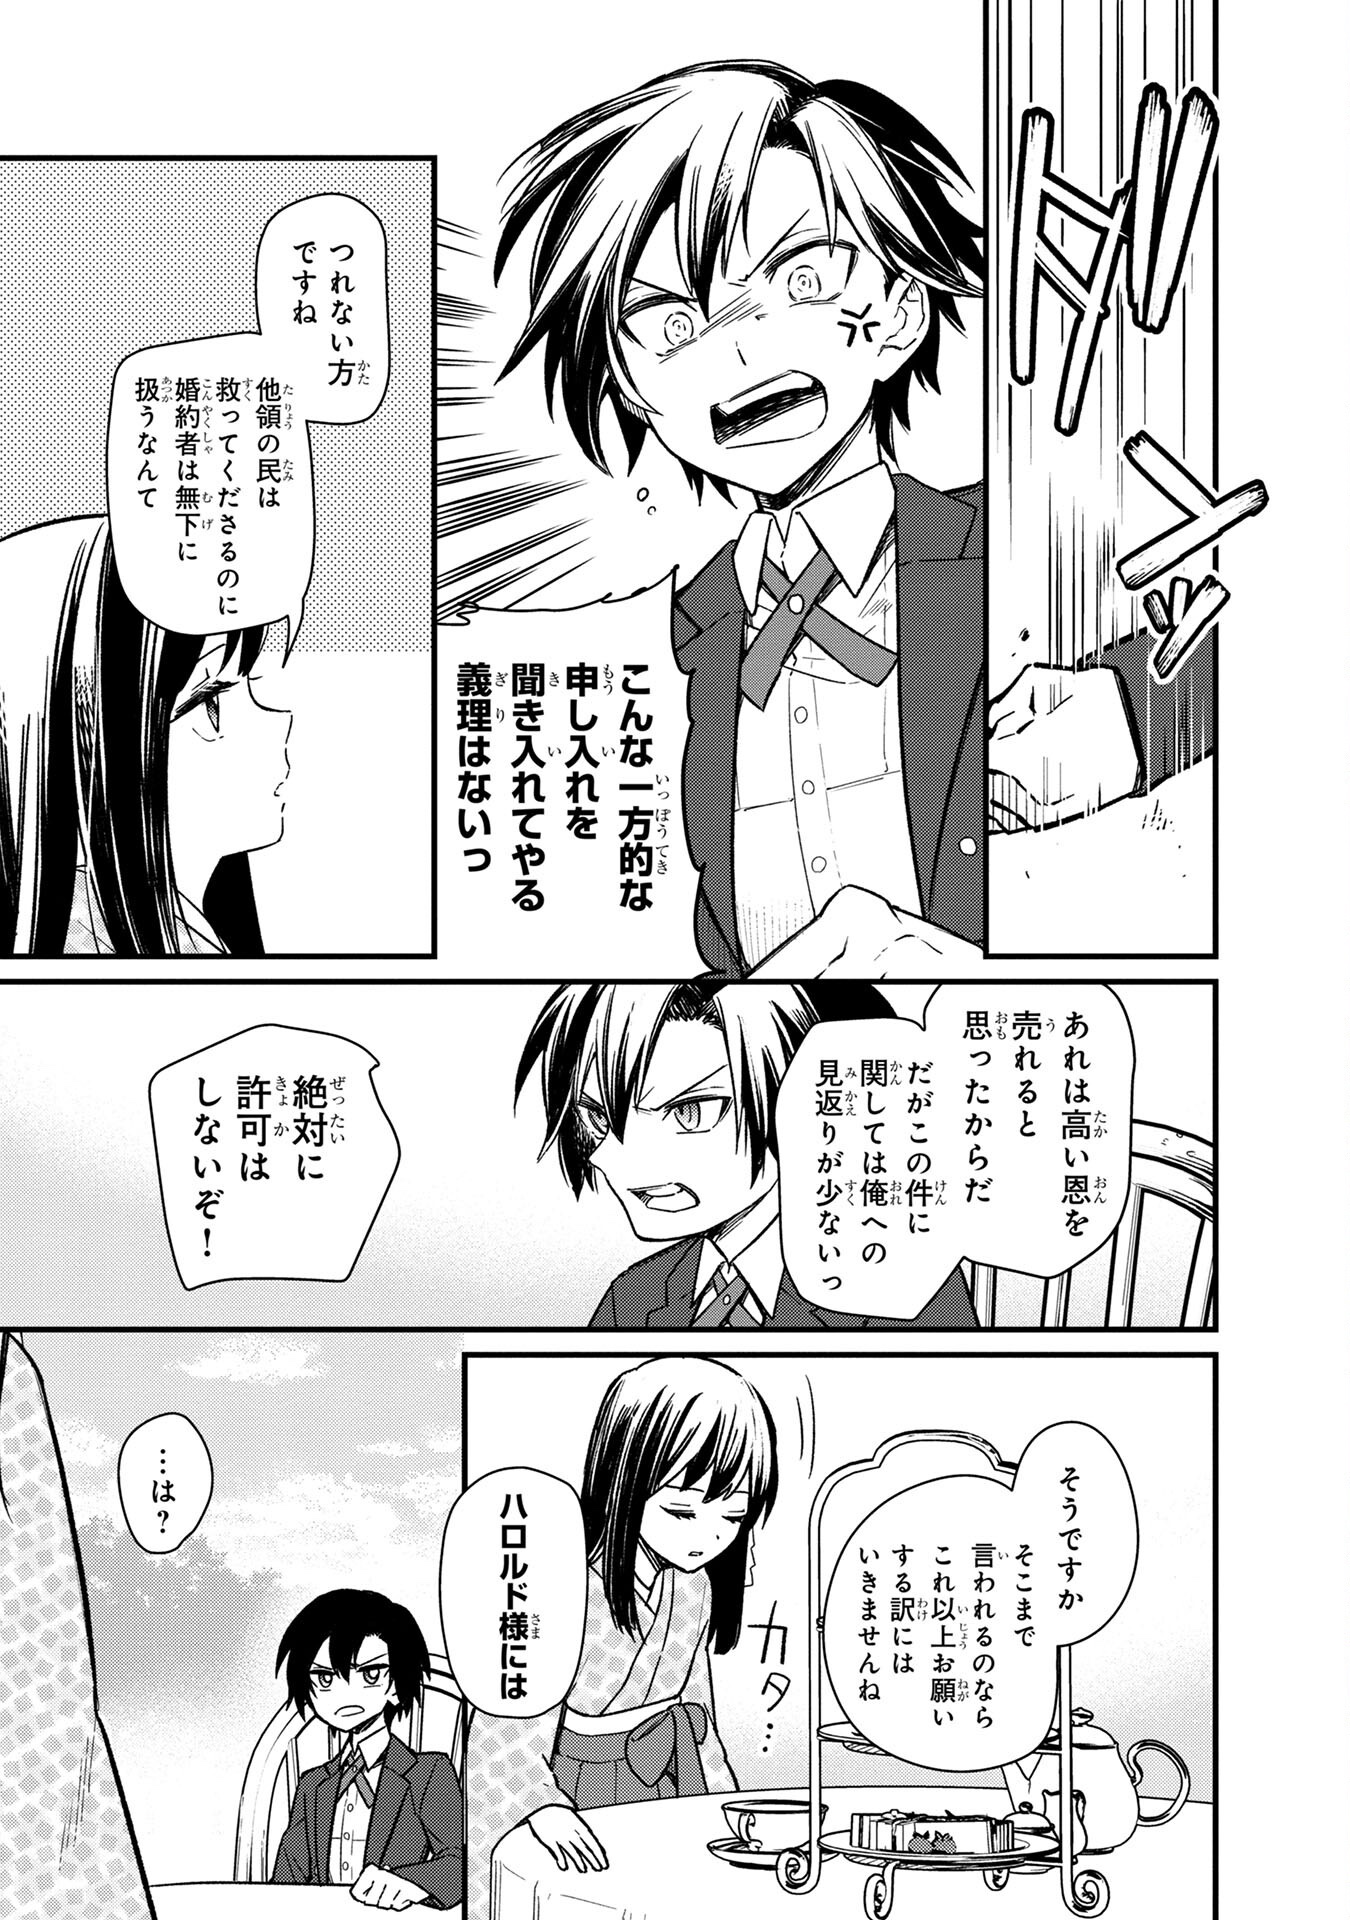 バンッ
こんな一方的な
申し入れを
聞き入れてやる
義理はないっ
つれない方
ですね
他領の民は
救ってくださるのに
婚約者は無下に
扱うなんて
あれは高い恩を
売れると
思ったからだ
だがこの件に
関しては俺への
見返りが少ないっ
絶対に
許可は
しないぞ！
そうですか
そこまで
言われるのなら
これ以上お願い
する訳には
いきませんね
カタ…
ハロルド様には
…は？